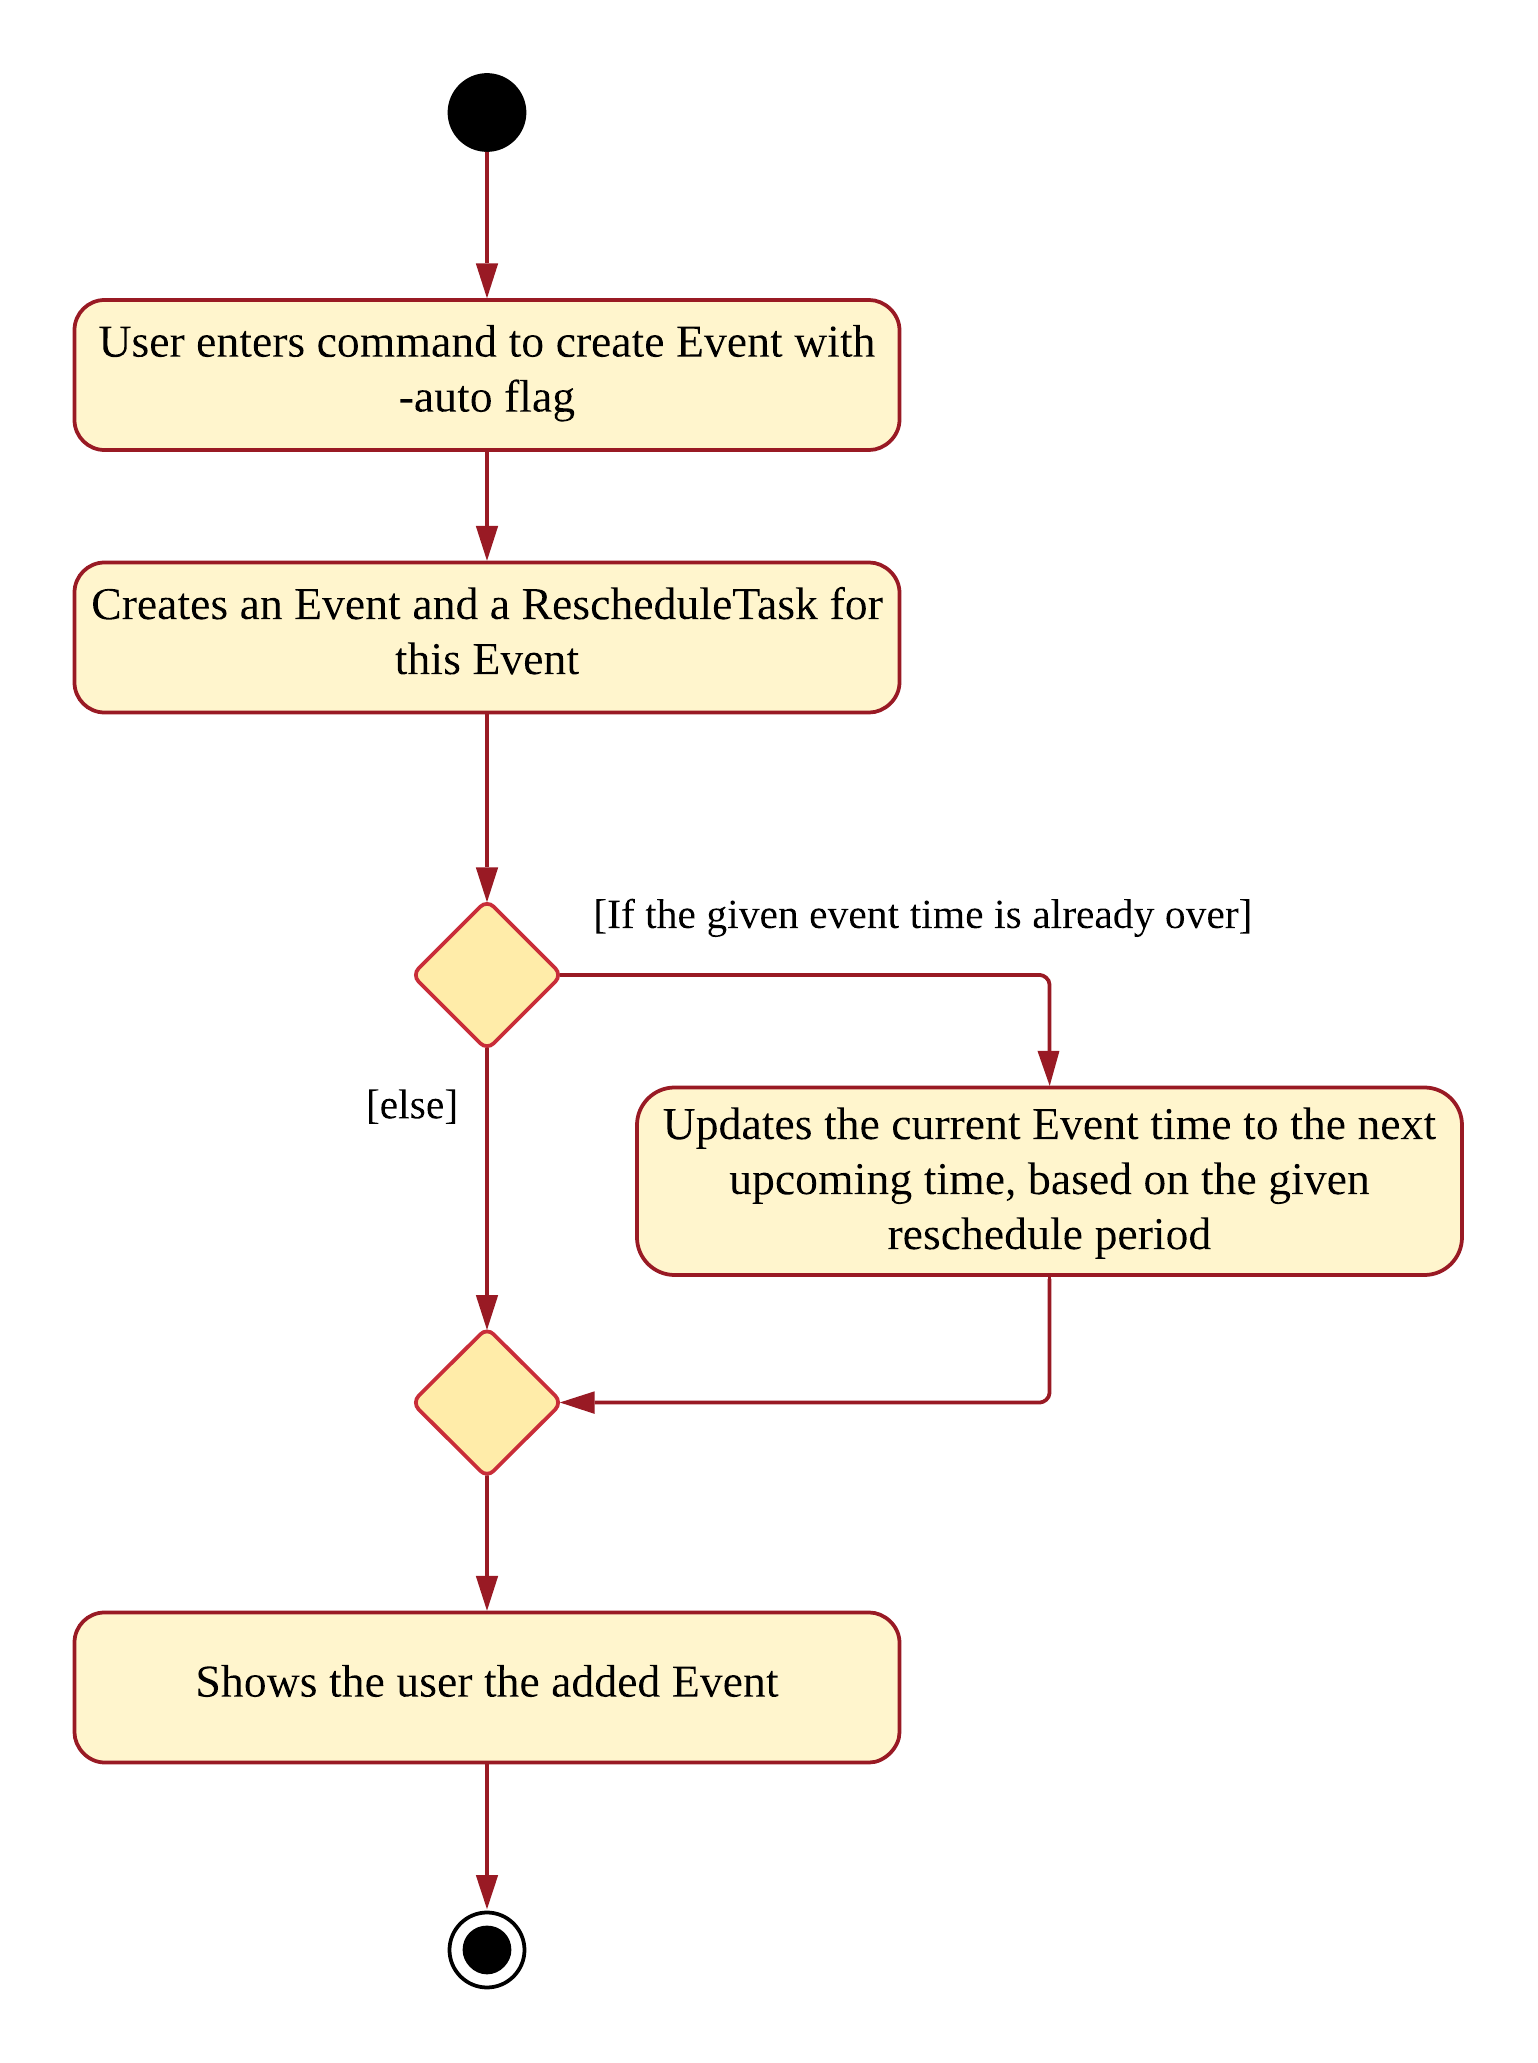 User enters command to create Event with
-auto flag
Creates an Event and a RescheduleTask for
this Event
[If the given event time is already over]
[else]
Updates the current Event time to the next
upcoming time, based on the given
reschedule period
Shows the user the added Event